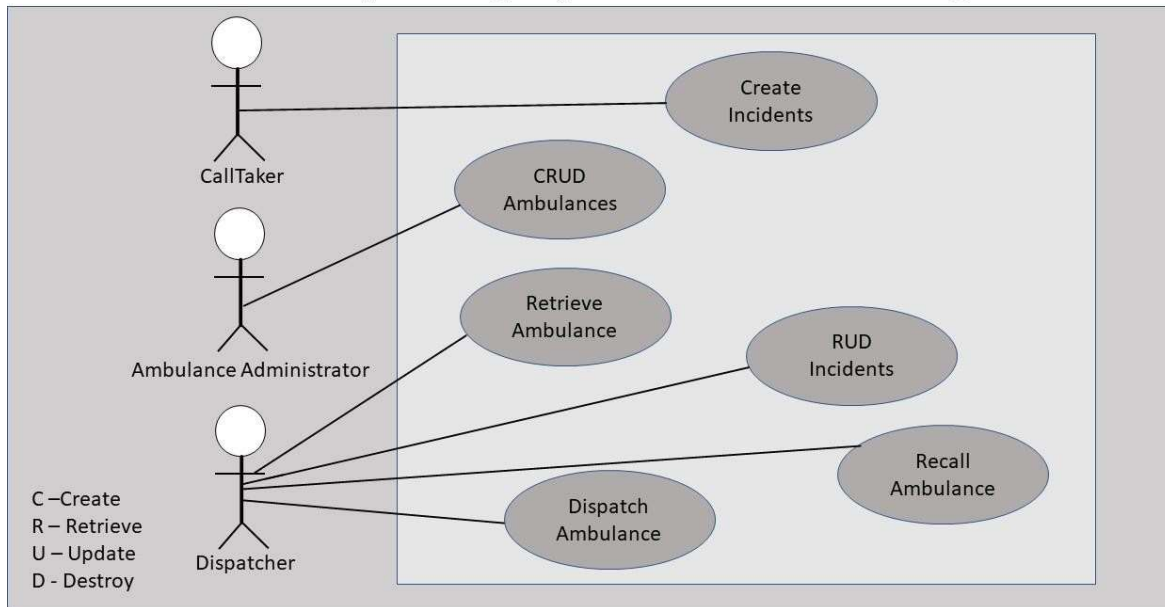 Create
Incidents
CallTaker
CRUD
Ambulances
Retrieve
Ambulance
Ambulance Administrator
RUD
Incidents
Recall
Ambulance
Dispatch
Ambulance
C –Create
R – Retrieve
U – Update
D - Destroy
Dispatcher